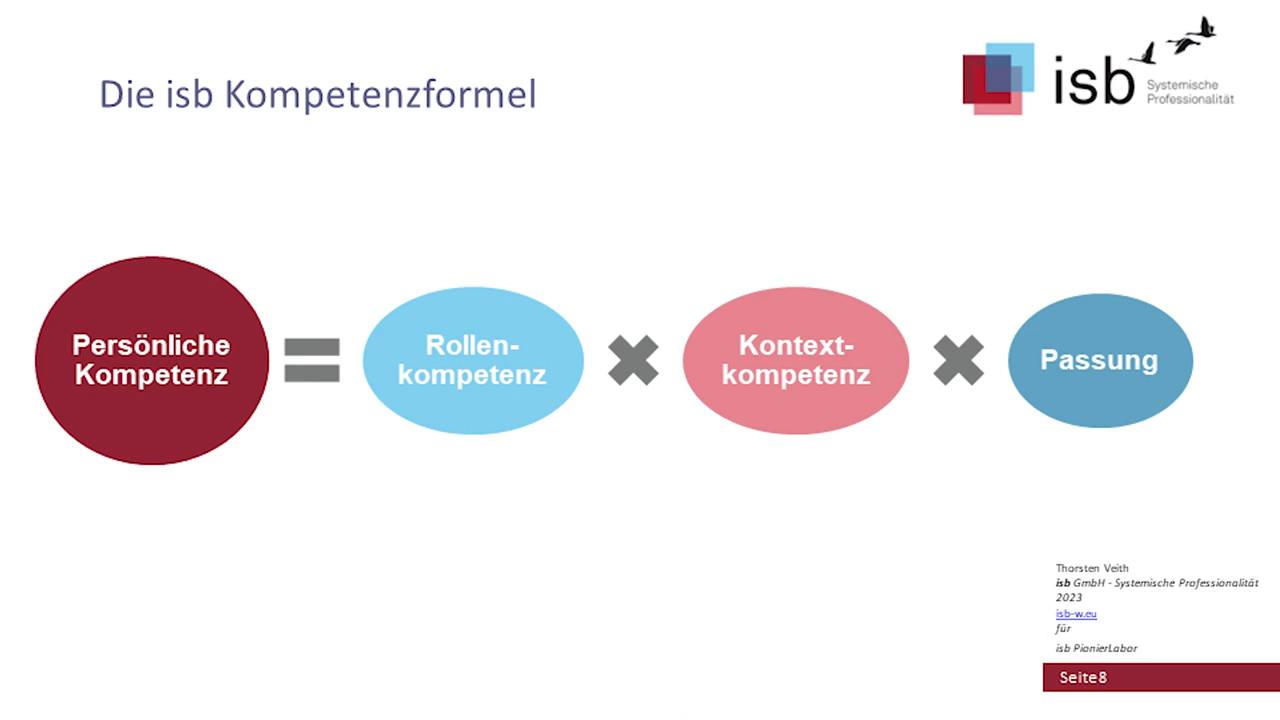 Die isb Kompetenzformel
isb
Systemische
Professionalität
Persönliche
Kompetenz
Rollen-
kompetenz
Kontext-
kompetenz
Passung
Thorsten Veith
isb GmbH - Systemische Professionalität
2023
isb-w.eu
für
isb PionierLabor
Seite8